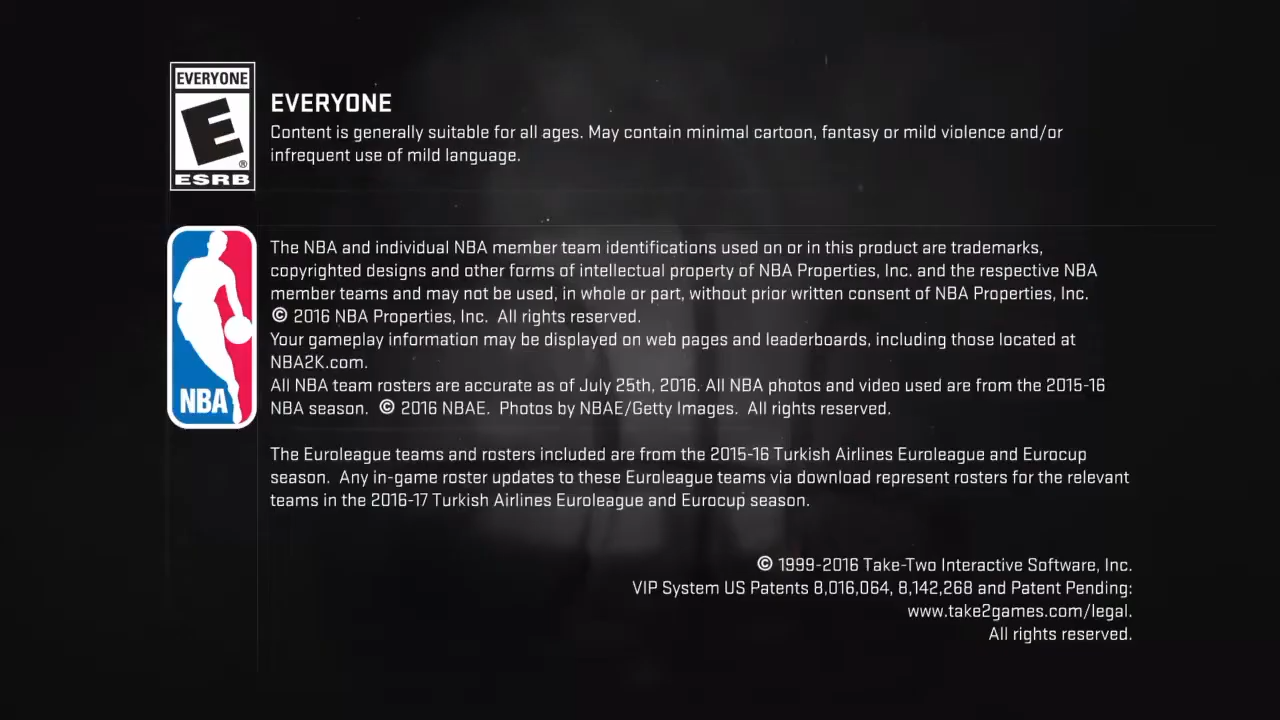 EVERYONE
E
®
ESRB
EVERYONE
Content is generally suitable for all ages. May contain minimal cartoon, fantasy or mild violence and/or
infrequent use of mild language.
NBA
The NBA and individual NBA member team identifications used on or in this product are trademarks,
copyrighted designs and other forms of intellectual property of NBA Properties, Inc. and the respective NBA
member teams and may not be used, in whole or part, without prior written consent of NBA Properties, Inc.
© 2016 NBA Properties, Inc. All rights reserved.
Your gameplay information may be displayed on web pages and leaderboards, including those located at
NBA2K.com.
All NBA team rosters are accurate as of July 25th, 2016. All NBA photos and video used are from the 2015-16
NBA season. © 2016 NBAE. Photos by NBAE/Getty Images. All rights reserved.
The Euroleague teams and rosters included are from the 2015-16 Turkish Airlines Euroleague and Eurocup
season. Any in-game roster updates to these Euroleague teams via download represent rosters for the relevant
teams in the 2016-17 Turkish Airlines Euroleague and Eurocup season.
© 1999-2016 Take-Two Interactive Software, Inc.
VIP System US Patents 8,016,064, 8,142,268 and Patent Pending:
www.take2games.com/legal.
All rights reserved.